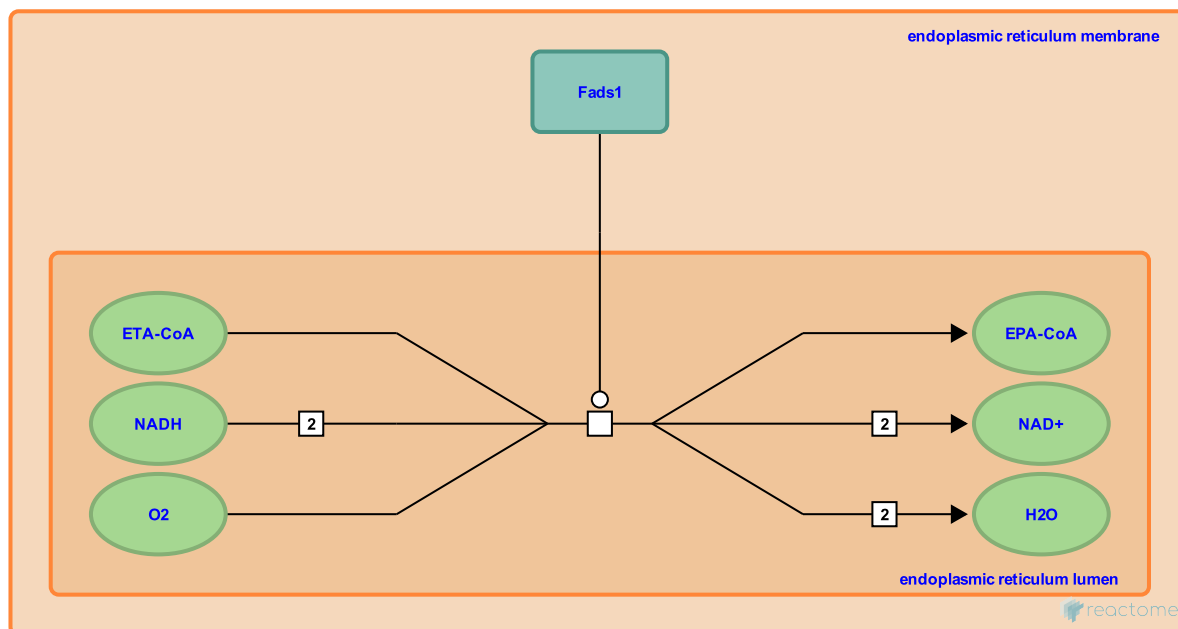 endoplasmic reticulum membrane
Fads1
ETA-CoA
EPA-CoA
NADH
2
2
NAD+
O2
2
H2O
endoplasmic reticulum lumen
reactome